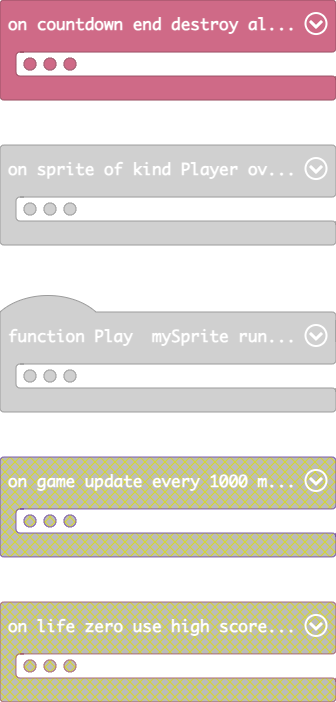 on countdown end destroy al...
on sprite of kind Player ov...
function Play mySprite run...
on game update every 1000 m...
on life zero use high score...